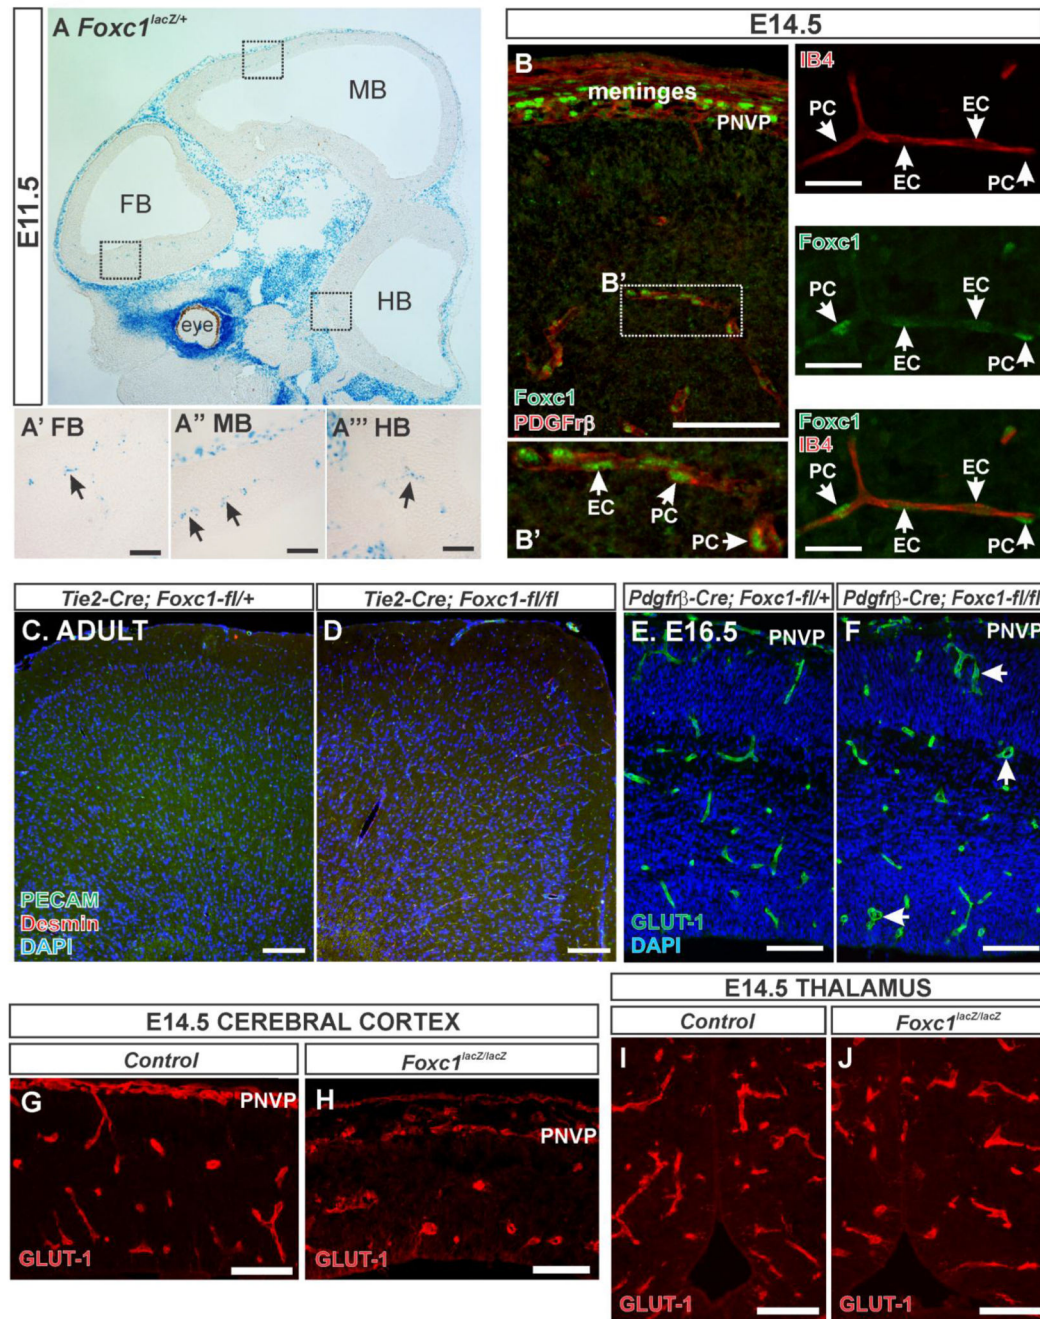 E11.5
A Foxc1lacZ/+
MB
FB
HB
eye
A' FB
A'' MB
A''' HB
E14.5
B
meninges
PNVP
B'
Foxc1
PDGFrβ
EC
PC
PC
B'
IB4
PC
EC
EC
PC
Foxc1
PC
EC
EC
PC
Foxc1
IB4
PC
EC
EC
PC
Tie2-Cre; Foxc1-fl/+
Tie2-Cre; Foxc1-fl/fl
C. ADULT
D
PECAM
Desmin
DAPI
Pdgfrβ-Cre; Foxc1-fl/+
Pdgfrβ-Cre; Foxc1-fl/fl
E. E16.5
PNVP
F
PNVP
GLUT-1
DAPI
E14.5 CEREBRAL CORTEX
Control
Foxc1lacZ/lacZ
G
PNVP
H
PNVP
GLUT-1
GLUT-1
E14.5 THALAMUS
Control
Foxc1lacZ/lacZ
I
J
GLUT-1
GLUT-1